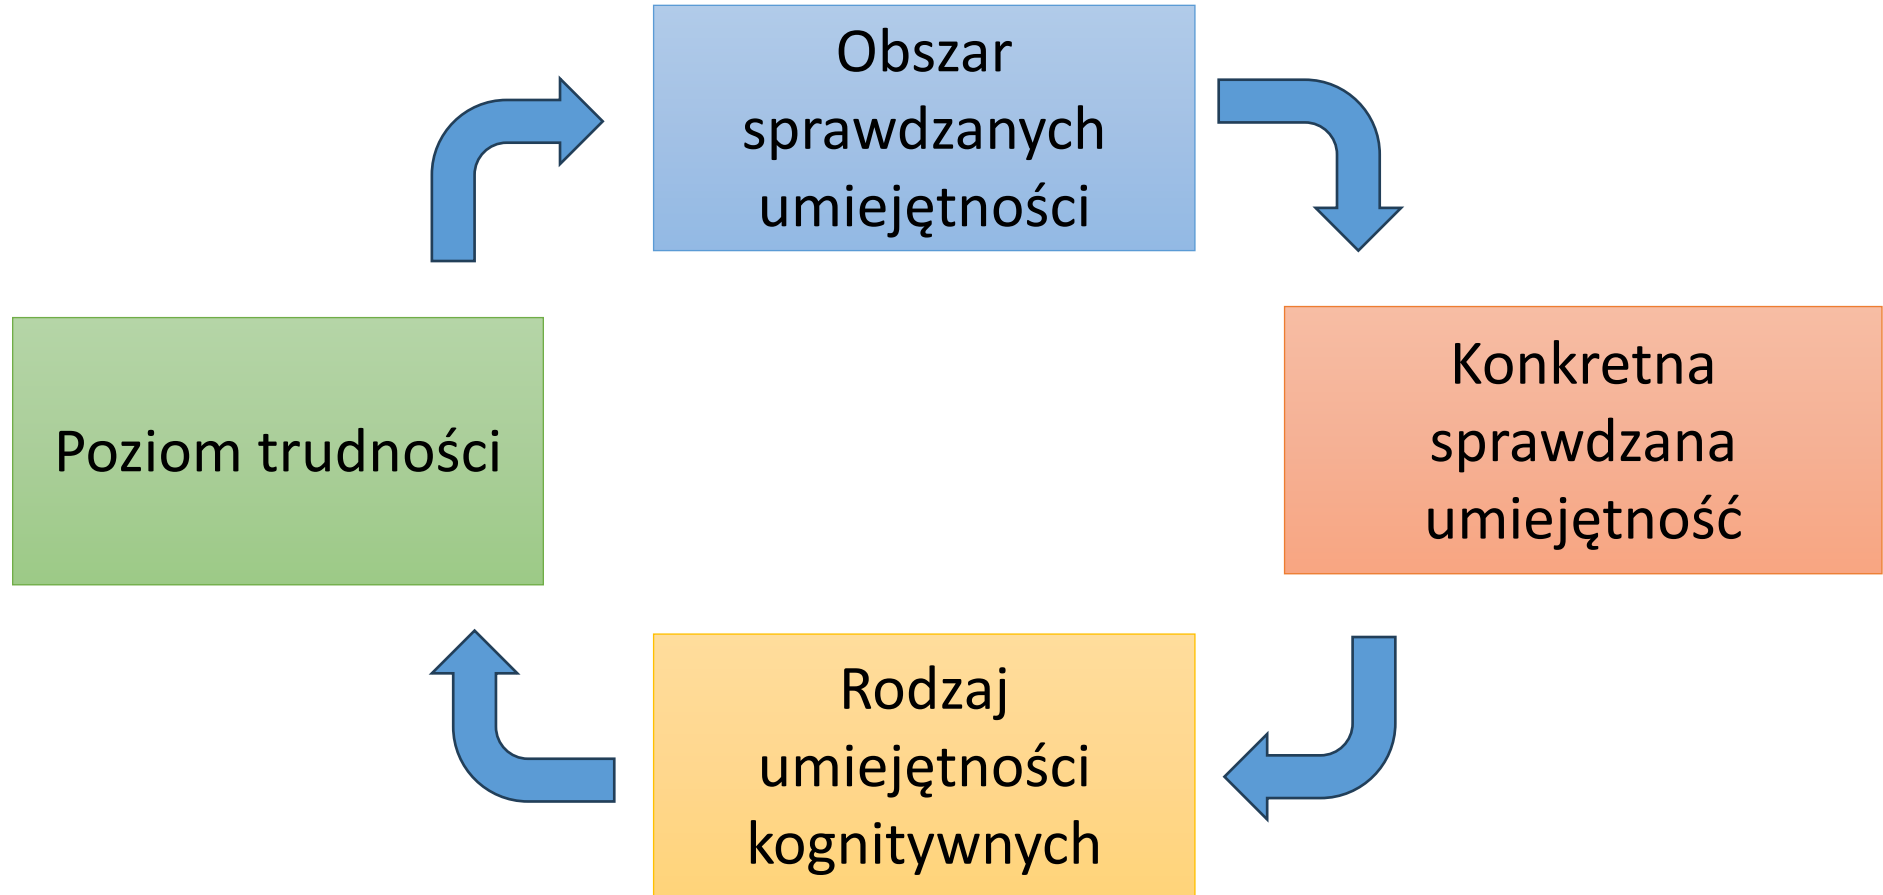 Obszar
sprawdzanych
umiejętności
Konkretna
sprawdzana
umiejętność
Rodzaj
umiejętności
kognitywnych
Poziom trudności